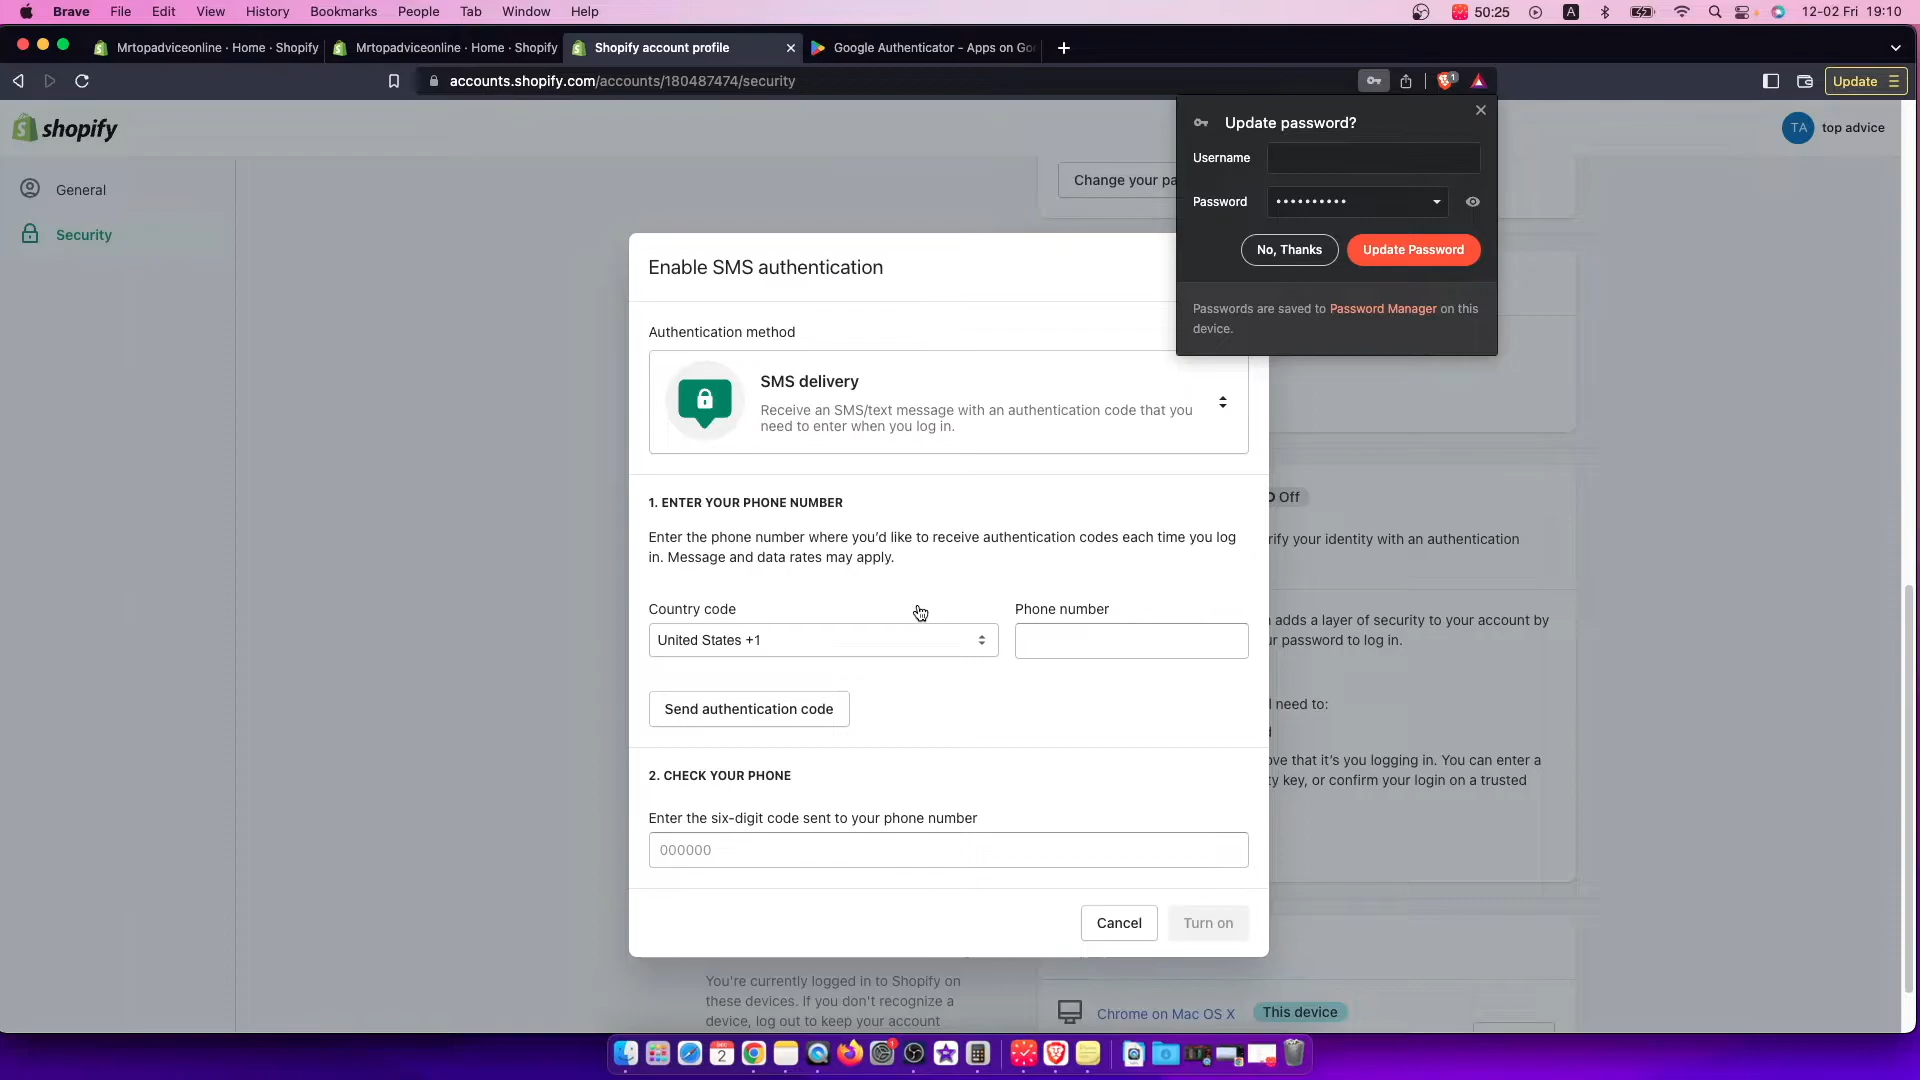 Brave File Edit View History Bookmarks People Tab Window Help 50:25 A 12-02 Fri 19:10
Mrtopadviceonline · Home · Shopify Mrtopadviceonline · Home · Shopify Shopify account profile Google Authenticator - Apps on Go
accounts.shopify.com/accounts/180487474/security 1 Update
shopify TA top advice
Update password?
Username
Password ••••••••••
No, Thanks Update Password
Passwords are saved to Password Manager on this
device.
General
Security
Change your pa
Enable SMS authentication
Authentication method
SMS delivery
Receive an SMS/text message with an authentication code that you
need to enter when you log in.
1. ENTER YOUR PHONE NUMBER
Enter the phone number where you'd like to receive authentication codes each time you log
in. Message and data rates may apply.
Country code Phone number
United States +1
Send authentication code
2. CHECK YOUR PHONE
Enter the six-digit code sent to your phone number
000000
Cancel Turn on
Off
rify your identity with an authentication
adds a layer of security to your account by
ur password to log in.
l need to:
ove that it's you logging in. You can enter a
ty key, or confirm your login on a trusted
You're currently logged in to Shopify on
these devices. If you don't recognize a
device, log out to keep your account
Chrome on Mac OS X This device
2